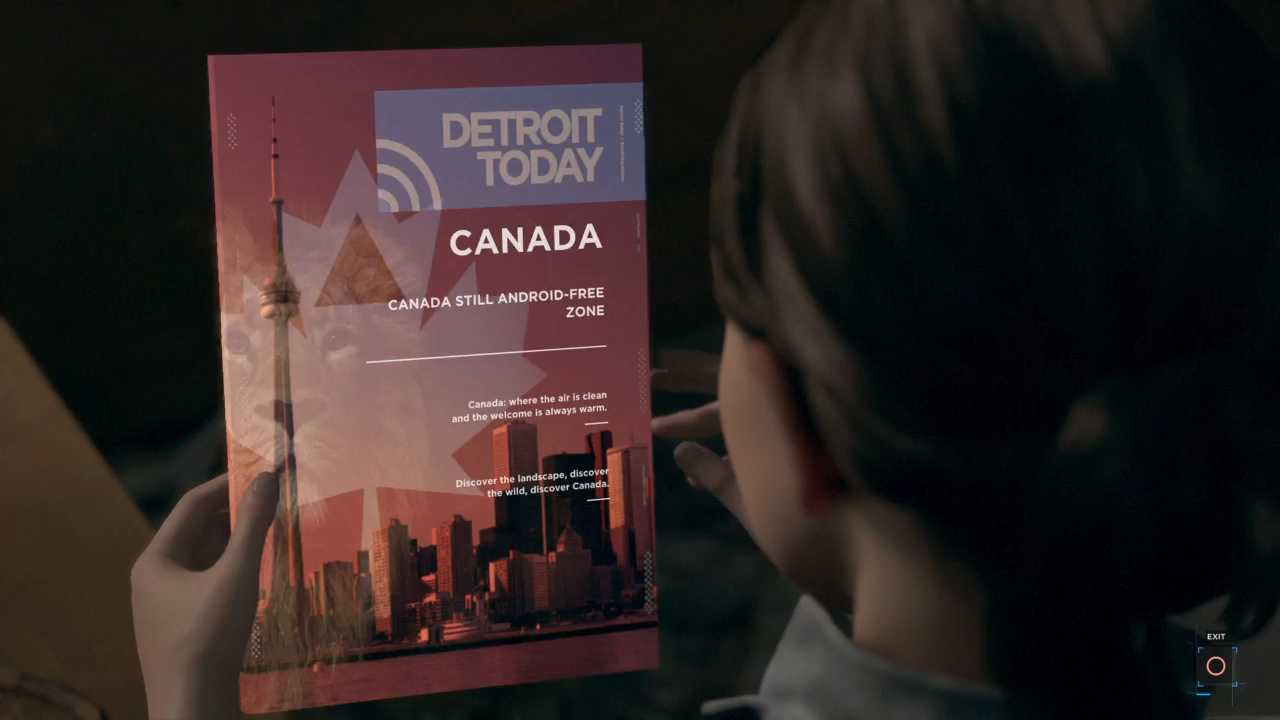 DETROIT
TODAY
CANADA
CANADA STILL ANDROID-FREE
ZONE
Canada: where the air is clean
and the welcome is always warm.
Discover the landscape, discover
the wild, discover Canada.
EXIT